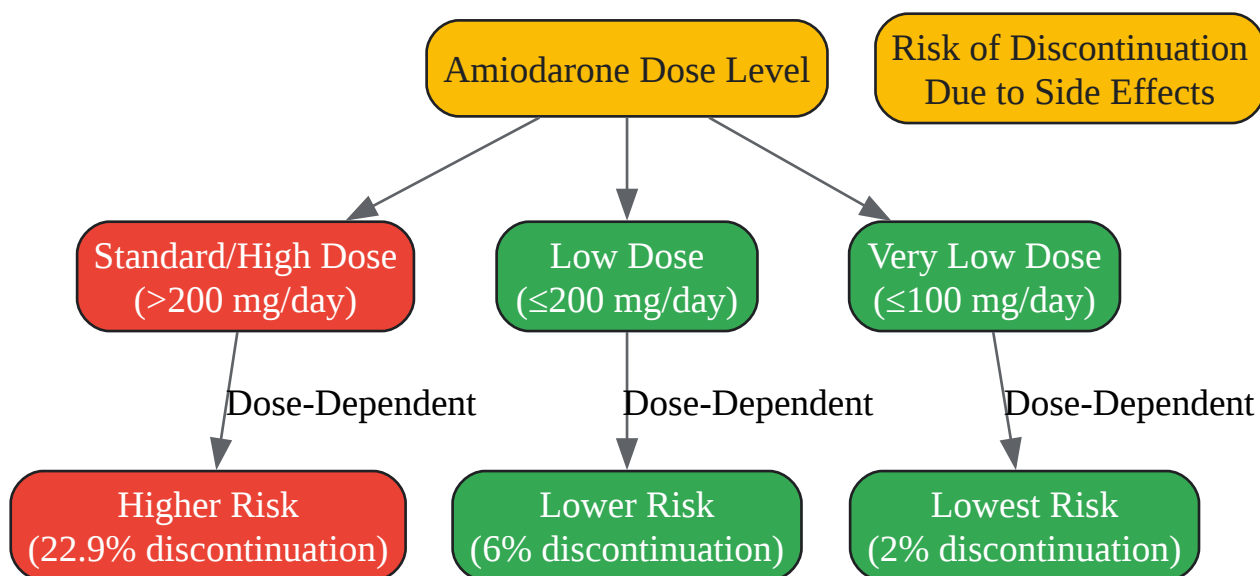 Amiodarone Dose Level
Risk of Discontinuation
Due to Side Effects
Standard/High Dose
(>200 mg/day)
Low Dose
(≤200 mg/day)
Very Low Dose
(≤100 mg/day)
Dose-Dependent
Dose-Dependent
Dose-Dependent
Higher Risk
(22.9% discontinuation)
Lower Risk
(6% discontinuation)
Lowest Risk
(2% discontinuation)